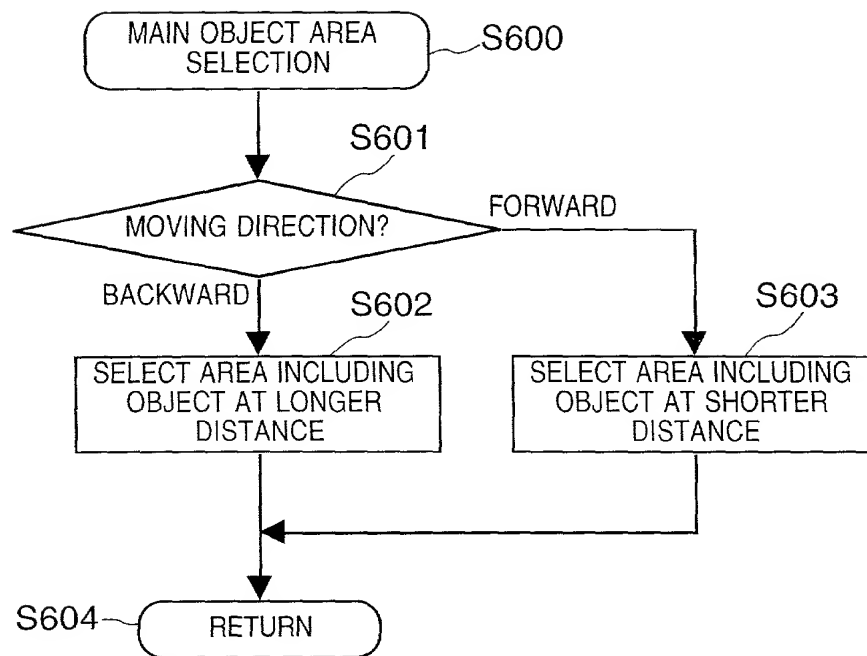 MAIN OBJECT AREA
SELECTION
S600
S601
MOVING DIRECTION?
FORWARD
BACKWARD
S602
S603
SELECT AREA INCLUDING
OBJECT AT LONGER
DISTANCE
SELECT AREA INCLUDING
OBJECT AT SHORTER
DISTANCE
S604
RETURN